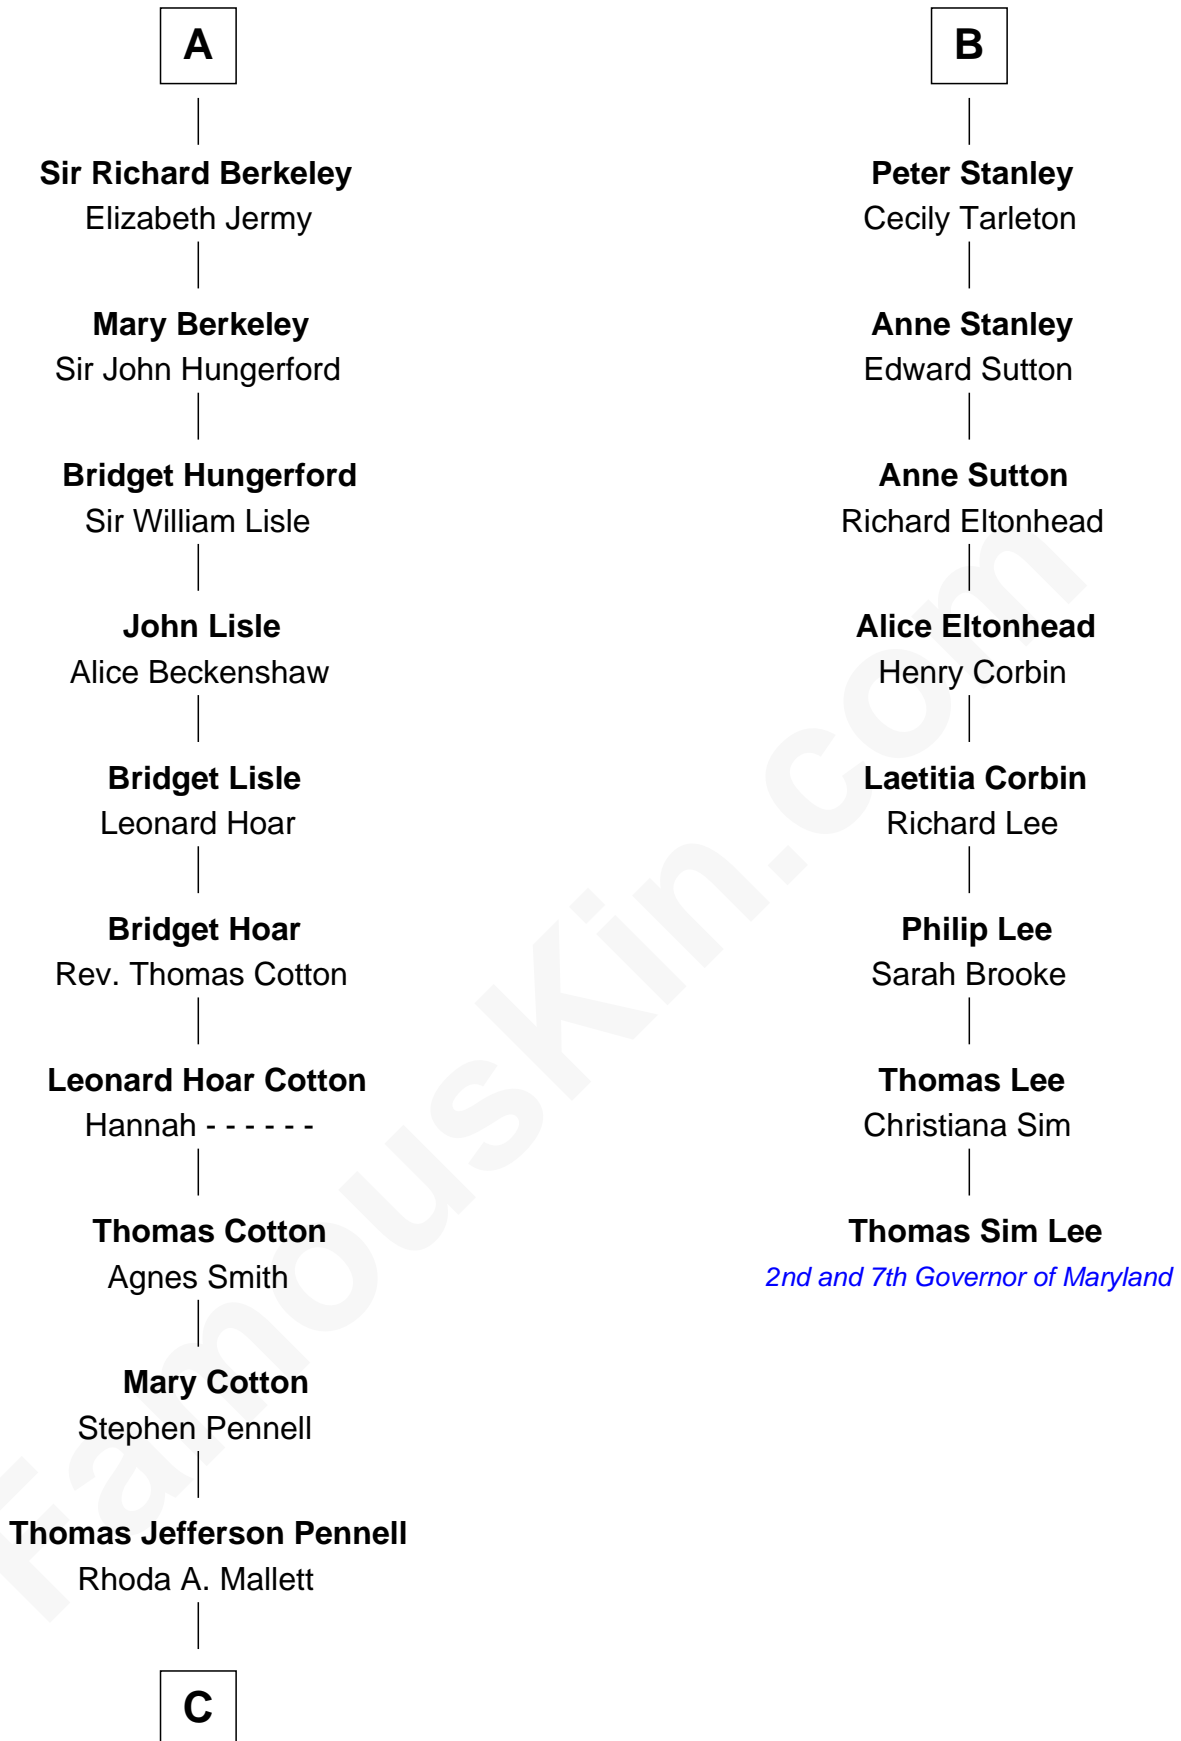 A
Sir Richard Berkeley
Elizabeth Jermy
Mary Berkeley
Sir John Hungerford
Bridget Hungerford
Sir William Lisle
John Lisle
Alice Beckenshaw
Bridget Lisle
Leonard Hoar
Bridget Hoar
Rev. Thomas Cotton
Leonard Hoar Cotton
Hannah - - - - - -
Thomas Cotton
Agnes Smith
Mary Cotton
Stephen Pennell
Thomas Jefferson Pennell
Rhoda A. Mallett
C
B
Peter Stanley
Cecily Tarleton
Anne Stanley
Edward Sutton
Anne Sutton
Richard Eltonhead
Alice Eltonhead
Henry Corbin
Laetitia Corbin
Richard Lee
Philip Lee
Sarah Brooke
Thomas Lee
Christiana Sim
Thomas Sim Lee
2nd and 7th Governor of Maryland
FamousKin.com